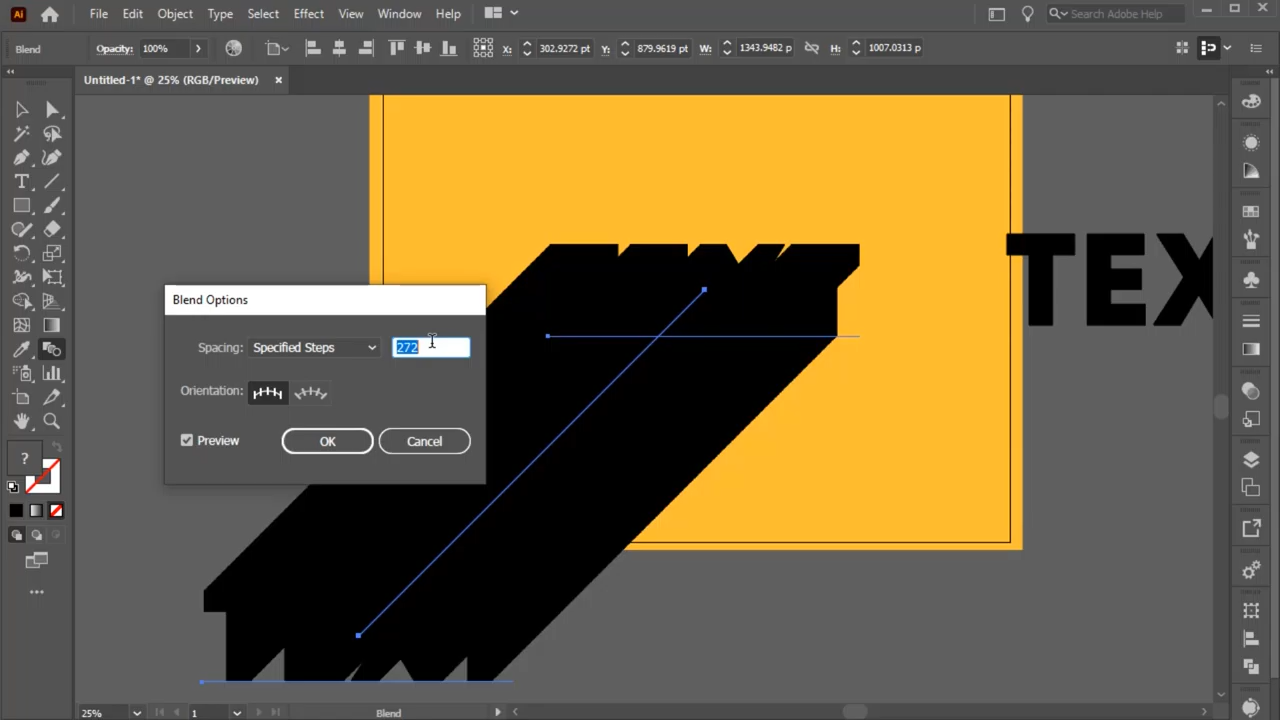 Ai File Edit Object Type Select Effect View Window Help Search Adobe Help
Blend Opacity: 100% X: 302.9272 pt Y: 879.9619 pt W: 1343.9482 p H: 1007.0313 p
Untitled-1* @ 25% (RGB/Preview)
TEX
Blend Options
Spacing: Specified Steps 272
Orientation:
Preview OK Cancel
?
25% 1 Blend